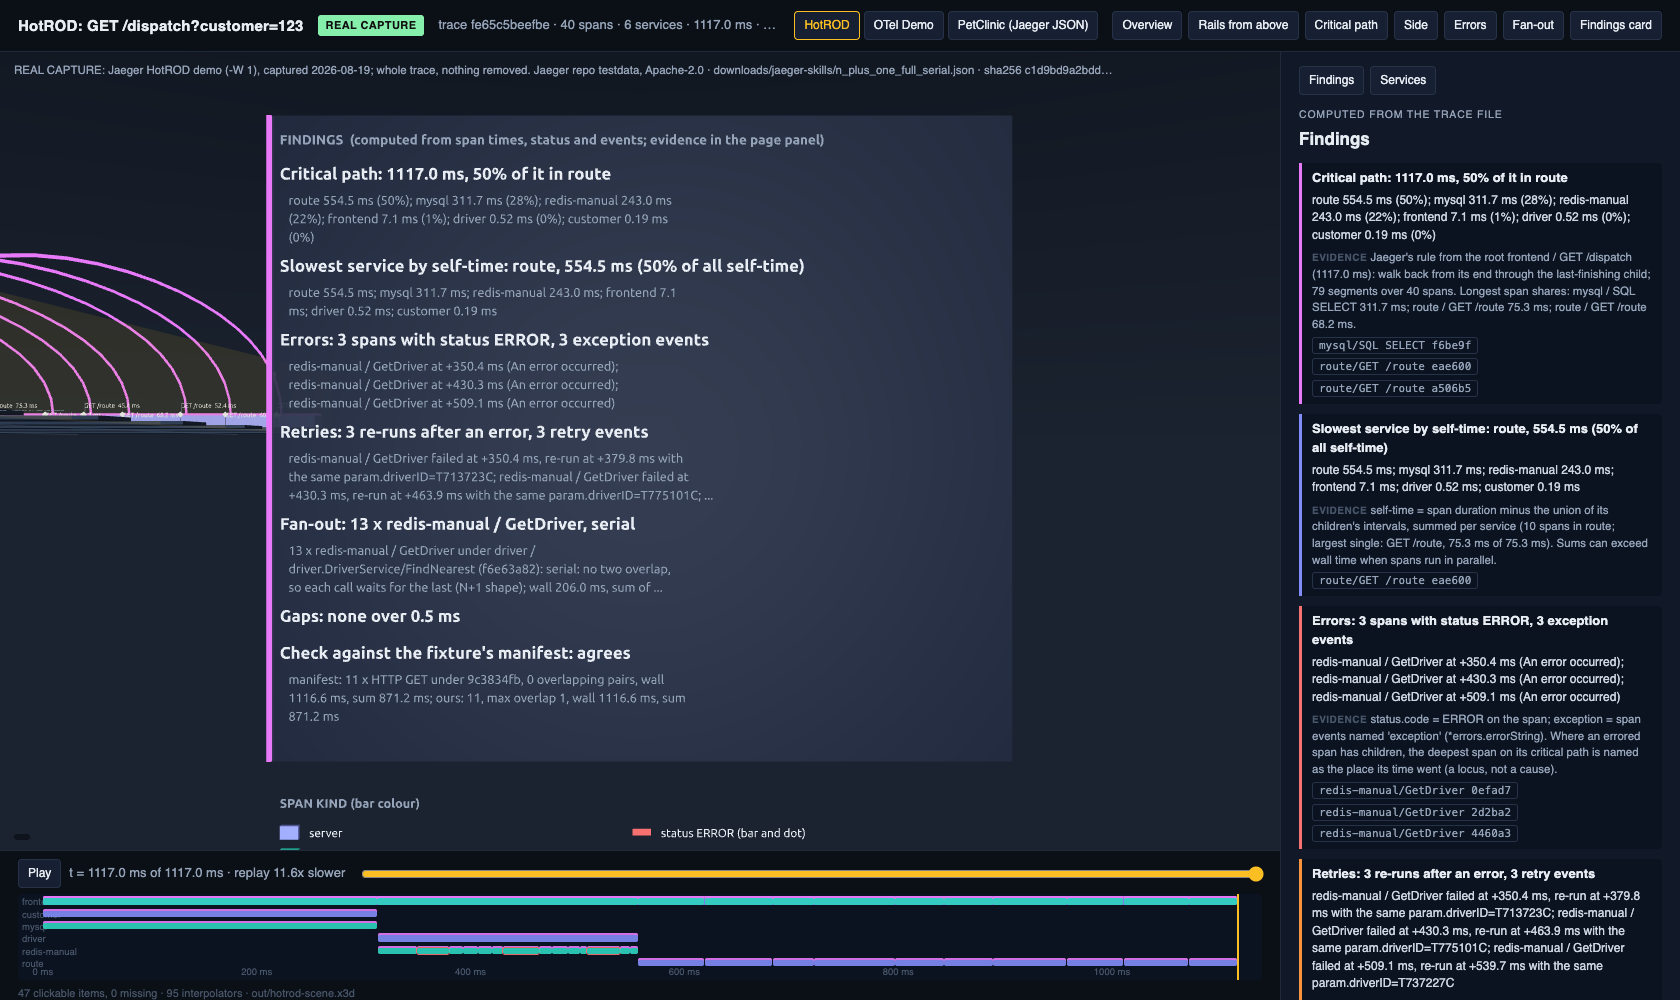 HotROD: GET /dispatch?customer=123
REAL CAPTURE
trace fe65c5beefbe · 40 spans · 6 services · 1117.0 ms · ...
HotROD
OTel Demo
PetClinic (Jaeger JSON)
Overview
Rails from above
Critical path
Side
Errors
Fan-out
Findings card
REAL CAPTURE: Jaeger HotROD demo (-W 1), captured 2026-08-19; whole trace, nothing removed. Jaeger repo testdata, Apache-2.0 · downloads/jaeger-skills/n_plus_one_full_serial.json · sha256 c1d9bd9a2bdd...
FINDINGS (computed from span times, status and events; evidence in the page panel)
Critical path: 1117.0 ms, 50% of it in route
route 554.5 ms (50%); mysql 311.7 ms (28%); redis-manual 243.0 ms
(22%); frontend 7.1 ms (1%); driver 0.52 ms (0%); customer 0.19 ms
(0%)
Slowest service by self-time: route, 554.5 ms (50% of all self-time)
route 554.5 ms; mysql 311.7 ms; redis-manual 243.0 ms; frontend 7.1
ms; driver 0.52 ms; customer 0.19 ms
Errors: 3 spans with status ERROR, 3 exception events
redis-manual / GetDriver at +350.4 ms (An error occurred);
redis-manual / GetDriver at +430.3 ms (An error occurred);
redis-manual / GetDriver at +509.1 ms (An error occurred)
Retries: 3 re-runs after an error, 3 retry events
redis-manual / GetDriver failed at +350.4 ms, re-run at +379.8 ms with
the same param.driverID=T713723C; redis-manual / GetDriver failed at
+430.3 ms, re-run at +463.9 ms with the same param.driverID=T775101C; ...
Fan-out: 13 x redis-manual / GetDriver, serial
13 x redis-manual / GetDriver under driver /
driver.DriverService/FindNearest (f6e63a82): serial: no two overlap,
so each call waits for the last (N+1 shape); wall 206.0 ms, sum of ...
Gaps: none over 0.5 ms
Check against the fixture's manifest: agrees
manifest: 11 x HTTP GET under 9c3834fb, 0 overlapping pairs, wall
1116.6 ms, sum 871.2 ms; ours: 11, max overlap 1, wall 1116.6 ms, sum
871.2 ms
SPAN KIND (bar colour)
server
status ERROR (bar and dot)
Play
t = 1117.0 ms of 1117.0 ms · replay 11.6x slower
driver
redis-manual
route
0 ms
200 ms
400 ms
600 ms
800 ms
1000 ms
47 clickable items, 0 missing · 95 interpolators · out/hotrod-scene.x3d
Findings
Services
COMPUTED FROM THE TRACE FILE
Findings
Critical path: 1117.0 ms, 50% of it in route
route 554.5 ms (50%); mysql 311.7 ms (28%); redis-manual
243.0 ms (22%); frontend 7.1 ms (1%); driver 0.52 ms (0%);
customer 0.19 ms (0%)
EVIDENCE Jaeger's rule from the root frontend / GET /dispatch
(1117.0 ms): walk back from its end through the last-finishing child;
79 segments over 40 spans. Longest span shares: mysql / SQL
SELECT 311.7 ms; route / GET /route 75.3 ms; route / GET /route
68.2 ms.
mysql/SQL SELECT f6be9f
route/GET /route eae600
route/GET /route a506b5
Slowest service by self-time: route, 554.5 ms (50% of
all self-time)
route 554.5 ms; mysql 311.7 ms; redis-manual 243.0 ms;
frontend 7.1 ms; driver 0.52 ms; customer 0.19 ms
EVIDENCE self-time = span duration minus the union of its
children's intervals, summed per service (10 spans in route;
largest single: GET /route, 75.3 ms of 75.3 ms). Sums can exceed
wall time when spans run in parallel.
route/GET /route eae600
Errors: 3 spans with status ERROR, 3 exception
events
redis-manual / GetDriver at +350.4 ms (An error occurred);
redis-manual / GetDriver at +430.3 ms (An error occurred);
redis-manual / GetDriver at +509.1 ms (An error occurred)
EVIDENCE status.code = ERROR on the span; exception = span
events named 'exception' (*errors.errorString). Where an errored
span has children, the deepest span on its critical path is named
as the place its time went (a locus, not a cause).
redis-manual/GetDriver 0efad7
redis-manual/GetDriver 2d2ba2
redis-manual/GetDriver 4460a3
Retries: 3 re-runs after an error, 3 retry events
redis-manual / GetDriver failed at +350.4 ms, re-run at +379.8
ms with the same param.driverID=T713723C; redis-manual /
GetDriver failed at +430.3 ms, re-run at +463.9 ms with the
same param.driverID=T775101C; redis-manual / GetDriver
failed at +509.1 ms, re-run at +539.7 ms with the same
param.driverID=T737227C